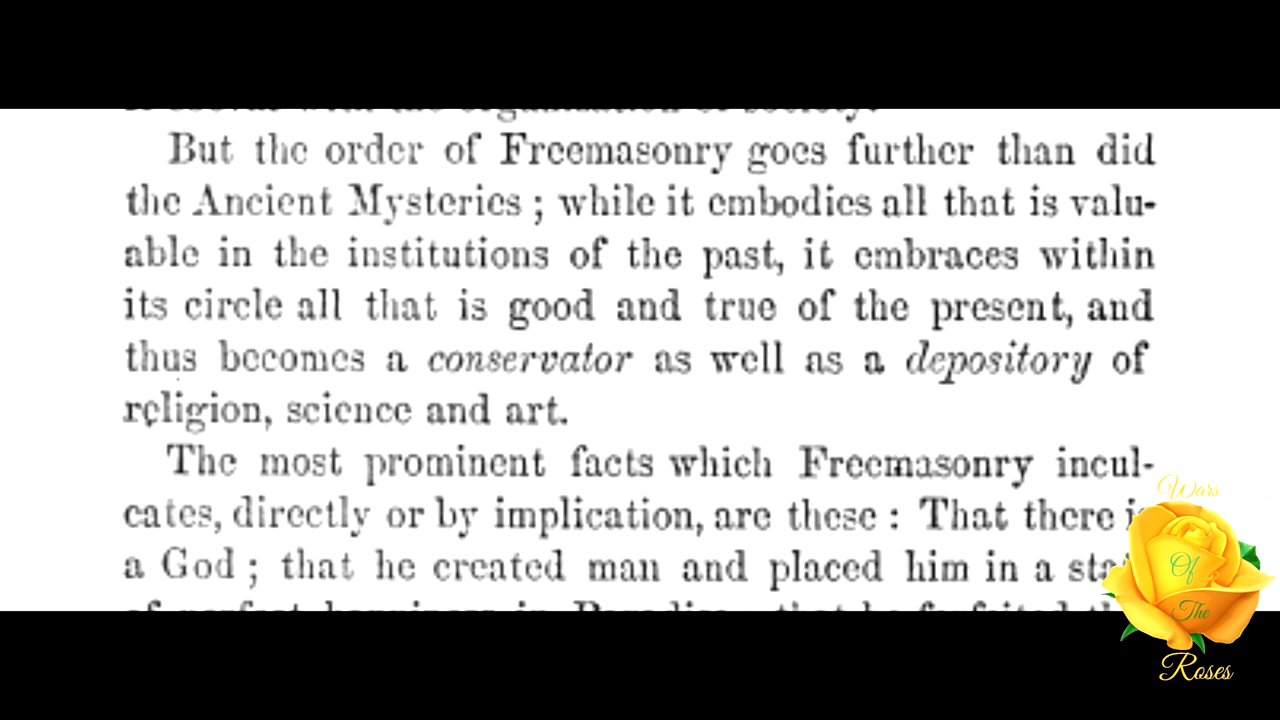 But the order of Freemasonry goes further than did
the Ancient Mysteries ; while it embodies all that is valu-
able in the institutions of the past, it embraces within
its circle all that is good and true of the present, and
thus becomes a conservator as well as a depository of
religion, science and art.
The most prominent facts which Freemasonry incul-
cates, directly or by implication, are these : That there is
a God ; that he created man and placed him in a state
Wars
Of
The
Roses